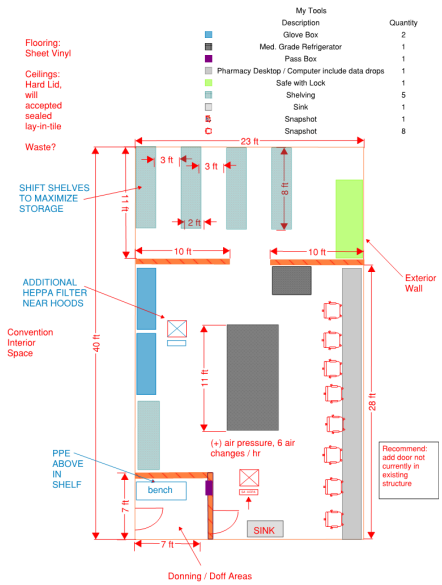 My Tools
Description Quantity
Glove Box 2
Med. Grade Refrigerator 1
Pass Box 1
Pharmacy Desktop / Computer include data drops 1
Safe with Lock 1
Shelving 5
Sink 1
Snapshot 1
Snapshot 8
Flooring:
Sheet Vinyl
Ceilings:
Hard Lid,
will
accepted
sealed
lay-in-tile
Waste?
23 ft
3 ft
3 ft
8 ft
11 ft
2 ft
SHIFT SHELVES
TO MAXIMIZE
STORAGE
10 ft
10 ft
ADDITIONAL
HEPPA FILTER
NEAR HOODS
Exterior
Wall
Convention
Interior
Space
40 ft
11 ft
28 ft
(+) air pressure, 6 air
changes / hr
Recommend:
add door not
currently in
existing
structure
PPE
ABOVE
IN
SHELF
bench
7 ft
SINK
7 ft
Donning / Doff Areas